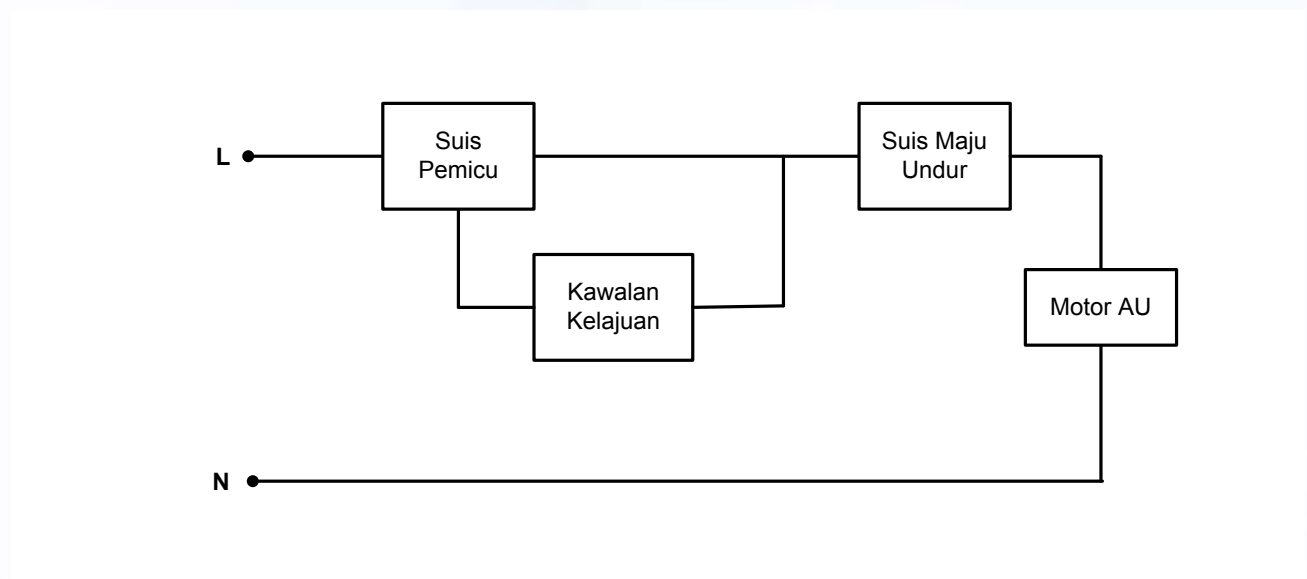 L
Suis
Pemicu
Suis Maju
Undur
Kawalan
Kelajuan
Motor AU
N